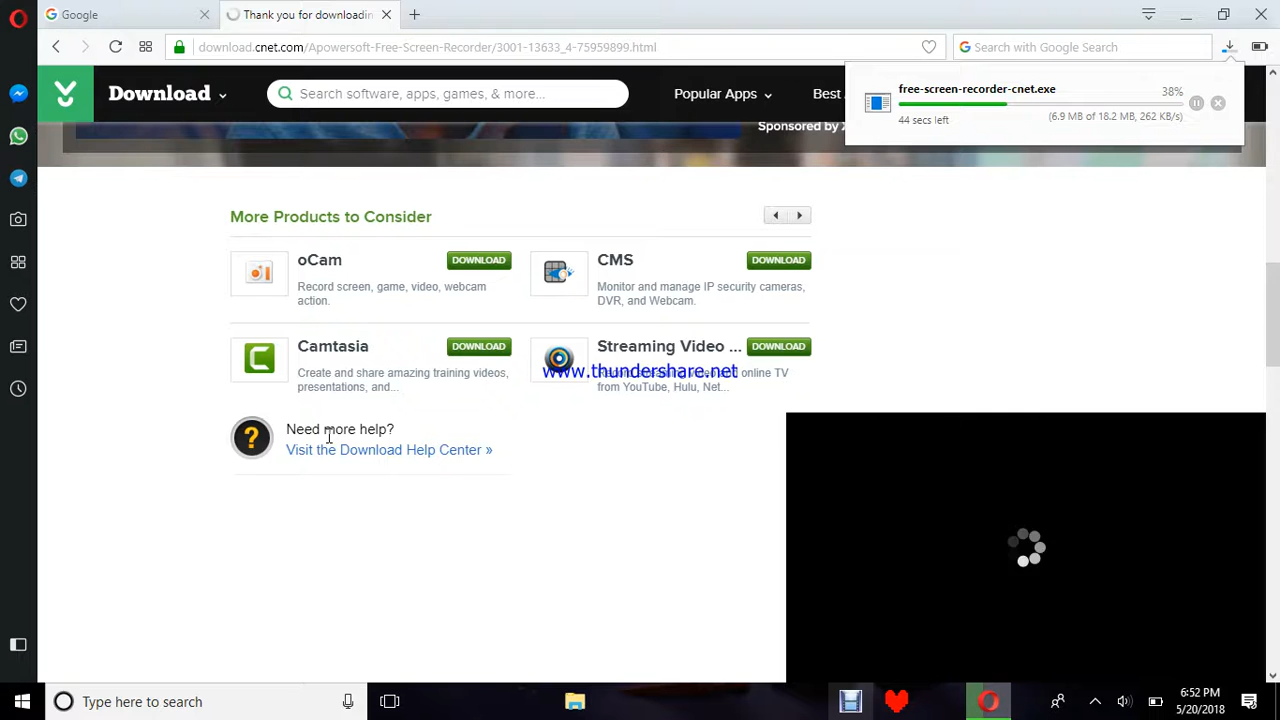 Google
Thank you for downloadin
download.cnet.com/Apowersoft-Free-Screen-Recorder/3001-13633_4-75959899.html
Search with Google Search
Download
Search software, apps, games, & more...
Popular Apps
Best
free-screen-recorder-cnet.exe
38%
44 secs left
(6.9 MB of 18.2 MB, 262 KB/s)
Sponsored by
More Products to Consider
oCam
DOWNLOAD
Record screen, game, video, webcam
action.
CMS
DOWNLOAD
Monitor and manage IP security cameras,
DVR, and Webcam.
Camtasia
DOWNLOAD
Create and share amazing training videos,
presentations, and...
Streaming Video ...
DOWNLOAD
www.thundershare.net
online TV
from YouTube, Hulu, Net...
?
Need more help?
Visit the Download Help Center »
Type here to search
6:52 PM
5/20/2018